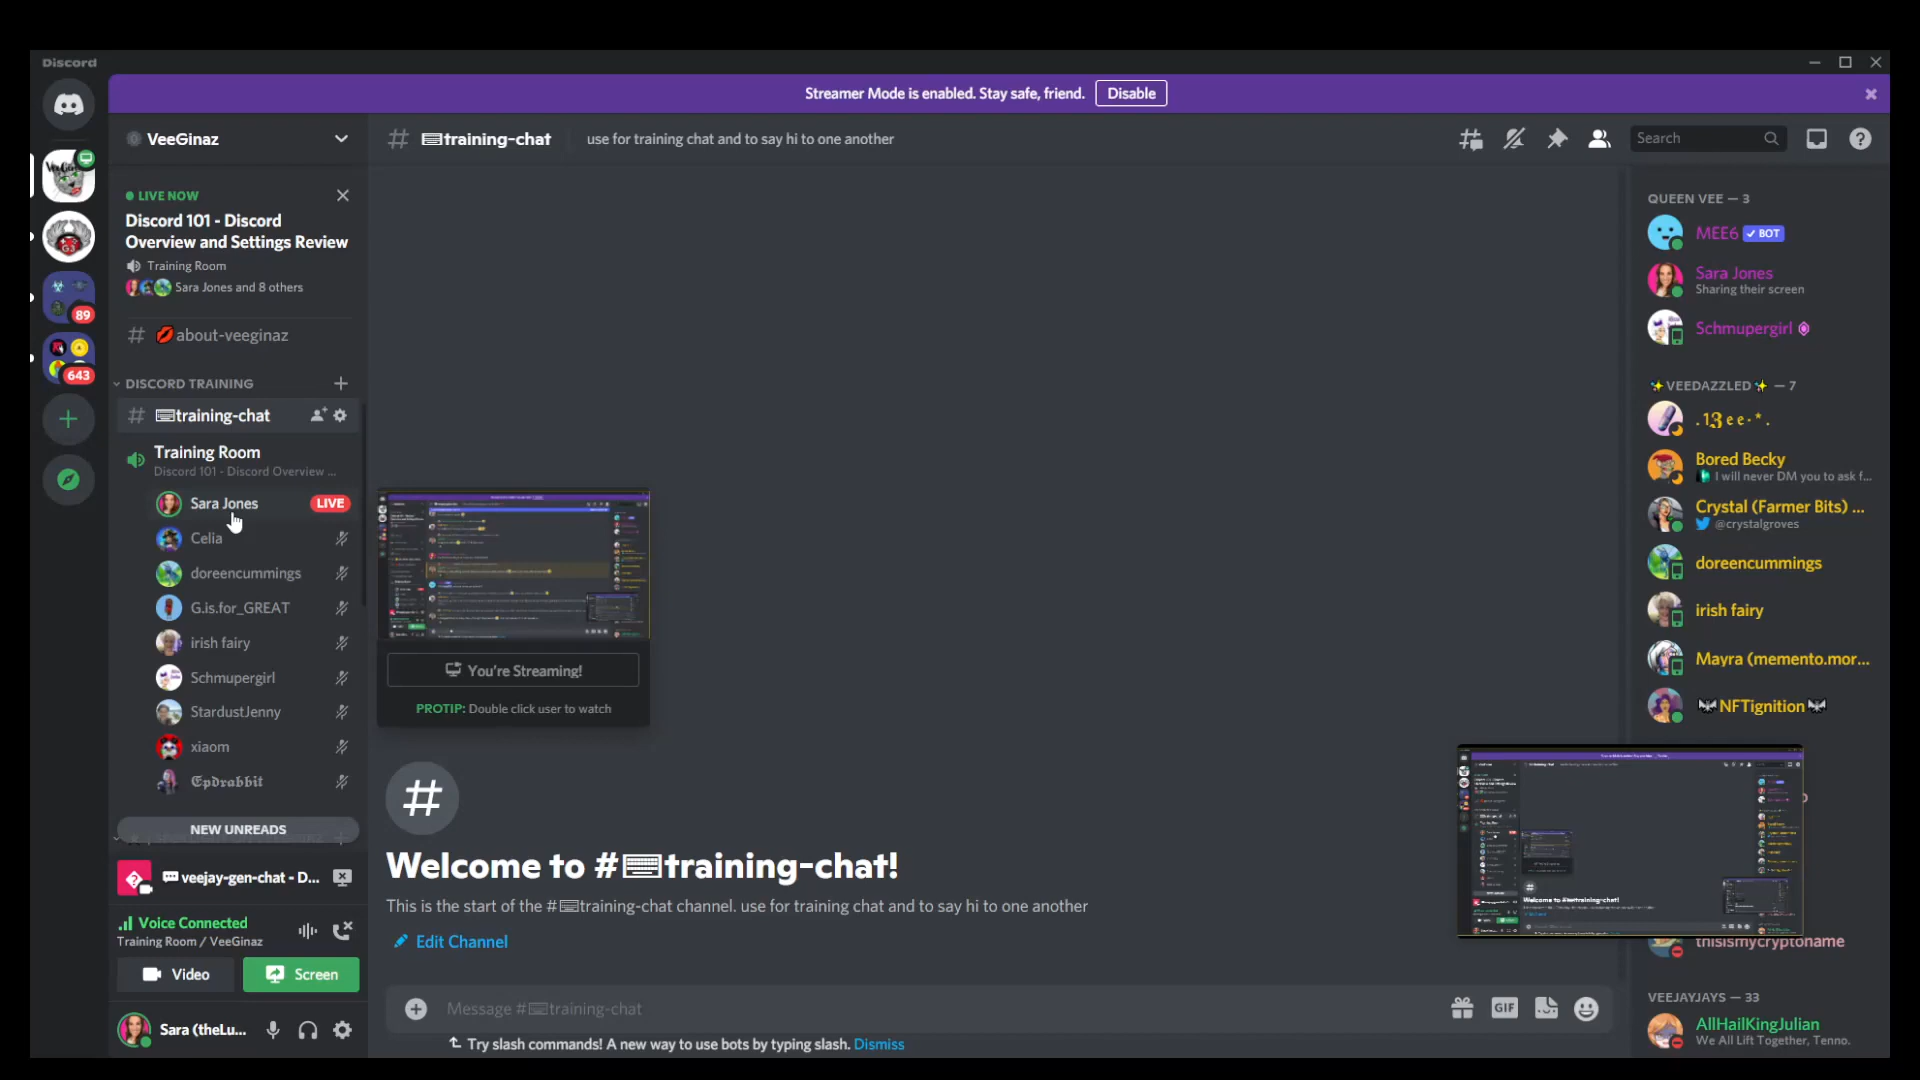 Discord
Streamer Mode is enabled. Stay safe, friend.
Disable
VeeGinaz
LIVE NOW
Discord 101 - Discord
Overview and Settings Review
Training Room
Sara Jones and 8 others
# 💋about-veeginaz
DISCORD TRAINING
# ⌨training-chat
Training Room
Discord 101 - Discord Overview ...
Sara Jones
LIVE
Celia
doreencummings
G.is.for_GREAT
irish fairy
Schmupergirl
StardustJenny
xiaom
𝕰𝖕𝖉𝖗𝖆𝖇𝖇𝖎𝖙
NEW UNREADS
💬veejay-gen-chat - D...
Voice Connected
Training Room / VeeGinaz
Video
Screen
Sara (theLu...
89
643
# ⌨training-chat
use for training chat and to say hi to one another
Search
You're Streaming!
PROTIP: Double click user to watch
Welcome to #⌨training-chat!
This is the start of the #⌨training-chat channel. use for training chat and to say hi to one another
Edit Channel
Message #⌨training-chat
GIF
Try slash commands! A new way to use bots by typing slash. Dismiss
QUEEN VEE — 3
MEE6 ✓ BOT
Sara Jones
Sharing their screen
Schmupergirl
✨VEEDAZZLED✨ — 7
Bored Becky
I will never DM you to ask f...
Crystal (Farmer Bits) ...
@crystalgroves
doreencummings
irish fairy
Mayra (memento.mor...
NFTignition
thisismycryptoname
VEEJAYJAYS — 33
AllHailKingJulian
We All Lift Together, Tenno.